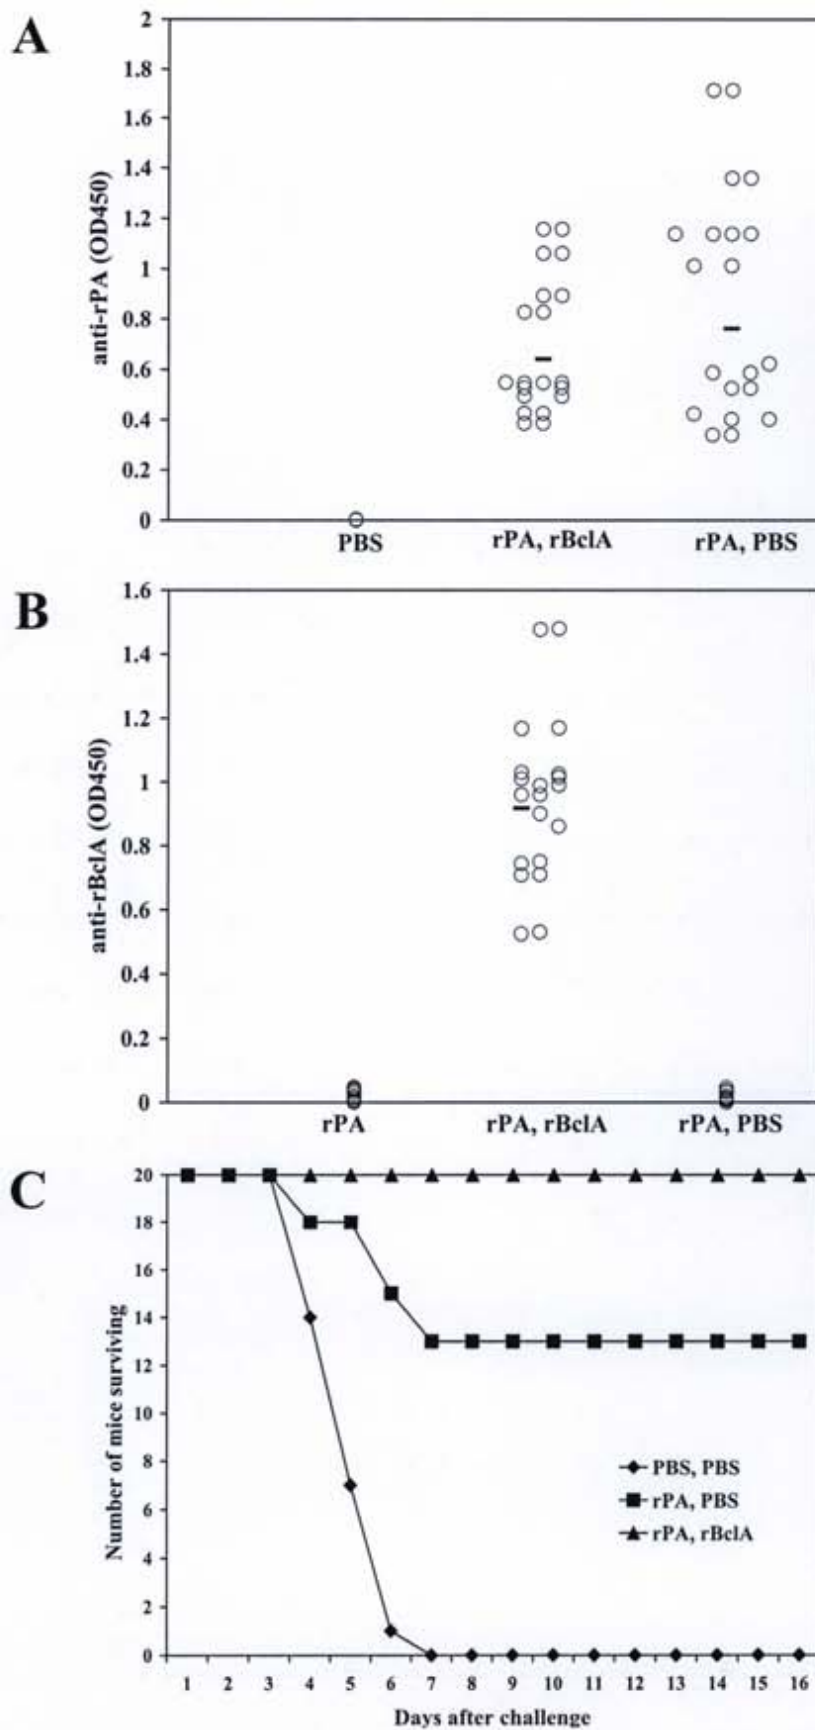 A
2
1.8
1.6
1.4
1.2
1
0.8
0.6
0.4
0.2
0
anti-rPA (OD450)
PBS rPA, rBclA rPA, PBS
B
1.6
1.4
1.2
1
0.8
0.6
0.4
0.2
0
anti-rBclA (OD450)
rPA rPA, rBclA rPA, PBS
C
20
18
16
14
12
10
8
6
4
2
0
Number of mice surviving
PBS, PBS
rPA, PBS
rPA, rBclA
1 2 3 4 5 6 7 8 9 10 11 12 13 14 15 16
Days after challenge